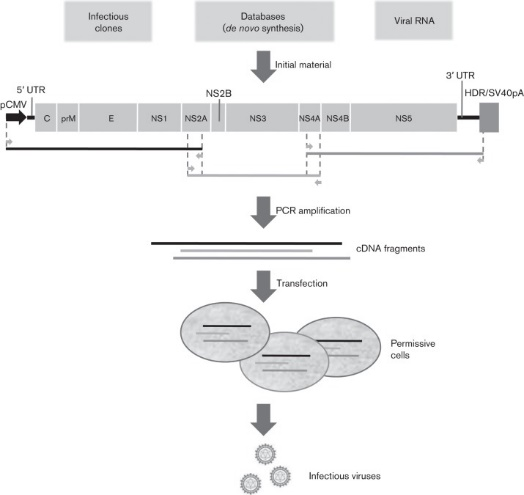 Infectious
clones
Databases
(de novo synthesis)
Viral RNA
Initial material
pCMV
5′ UTR
NS2B
3′ UTR
HDR/SV40pA
C
prM
E
NS1
NS2A
NS3
NS4A
NS4B
NS5
PCR amplification
cDNA fragments
Transfection
Permissive
cells
Infectious viruses